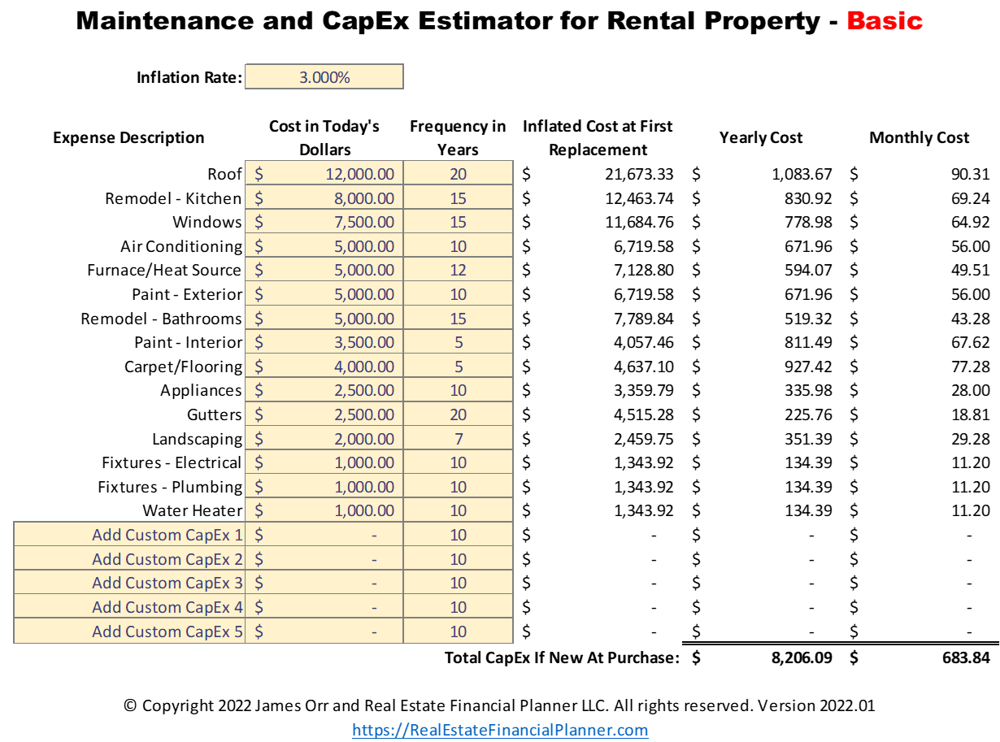 Maintenance and CapEx Estimator for Rental Property - Basic
Inflation Rate: 3.000%
Expense Description Cost in Today's Dollars Frequency in Years Inflated Cost at First Replacement Yearly Cost Monthly Cost
Roof $ 12,000.00 20 $ 21,673.33 $ 1,083.67 $ 90.31
Remodel - Kitchen $ 8,000.00 15 $ 12,463.74 $ 830.92 $ 69.24
Windows $ 7,500.00 15 $ 11,684.76 $ 778.98 $ 64.92
Air Conditioning $ 5,000.00 10 $ 6,719.58 $ 671.96 $ 56.00
Furnace/Heat Source $ 5,000.00 12 $ 7,128.80 $ 594.07 $ 49.51
Paint - Exterior $ 5,000.00 10 $ 6,719.58 $ 671.96 $ 56.00
Remodel - Bathrooms $ 5,000.00 15 $ 7,789.84 $ 519.32 $ 43.28
Paint - Interior $ 3,500.00 5 $ 4,057.46 $ 811.49 $ 67.62
Carpet/Flooring $ 4,000.00 5 $ 4,637.10 $ 927.42 $ 77.28
Appliances $ 2,500.00 10 $ 3,359.79 $ 335.98 $ 28.00
Gutters $ 2,500.00 20 $ 4,515.28 $ 225.76 $ 18.81
Landscaping $ 2,000.00 7 $ 2,459.75 $ 351.39 $ 29.28
Fixtures - Electrical $ 1,000.00 10 $ 1,343.92 $ 134.39 $ 11.20
Fixtures - Plumbing $ 1,000.00 10 $ 1,343.92 $ 134.39 $ 11.20
Water Heater $ 1,000.00 10 $ 1,343.92 $ 134.39 $ 11.20
Add Custom CapEx 1 $ - 10 $ - $ - $ -
Add Custom CapEx 2 $ - 10 $ - $ - $ -
Add Custom CapEx 3 $ - 10 $ - $ - $ -
Add Custom CapEx 4 $ - 10 $ - $ - $ -
Add Custom CapEx 5 $ - 10 $ - $ - $ -
Total CapEx If New At Purchase: $ 8,206.09 $ 683.84
© Copyright 2022 James Orr and Real Estate Financial Planner LLC. All rights reserved. Version 2022.01
https://RealEstateFinancialPlanner.com